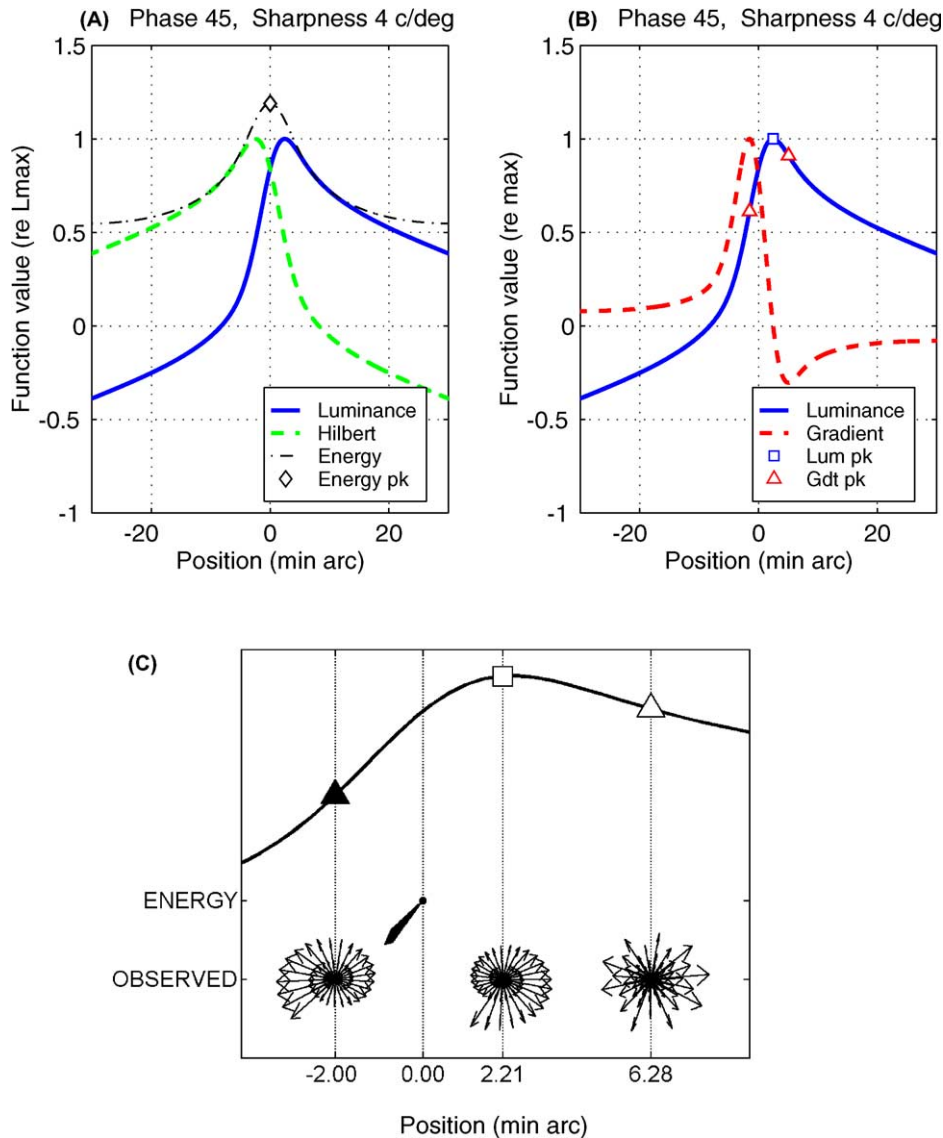 (A) Phase 45, Sharpness 4 c/deg
1.5
1
0.5
0
-0.5
-1
Function value (re Lmax)
-20
0
20
Position (min arc)
Luminance
Hilbert
Energy
Energy pk
(B) Phase 45, Sharpness 4 c/deg
1.5
1
0.5
0
-0.5
-1
Function value (re max)
-20
0
20
Position (min arc)
Luminance
Gradient
Lum pk
Gdt pk
(C)
ENERGY
OBSERVED
-2.00
0.00
2.21
6.28
Position (min arc)